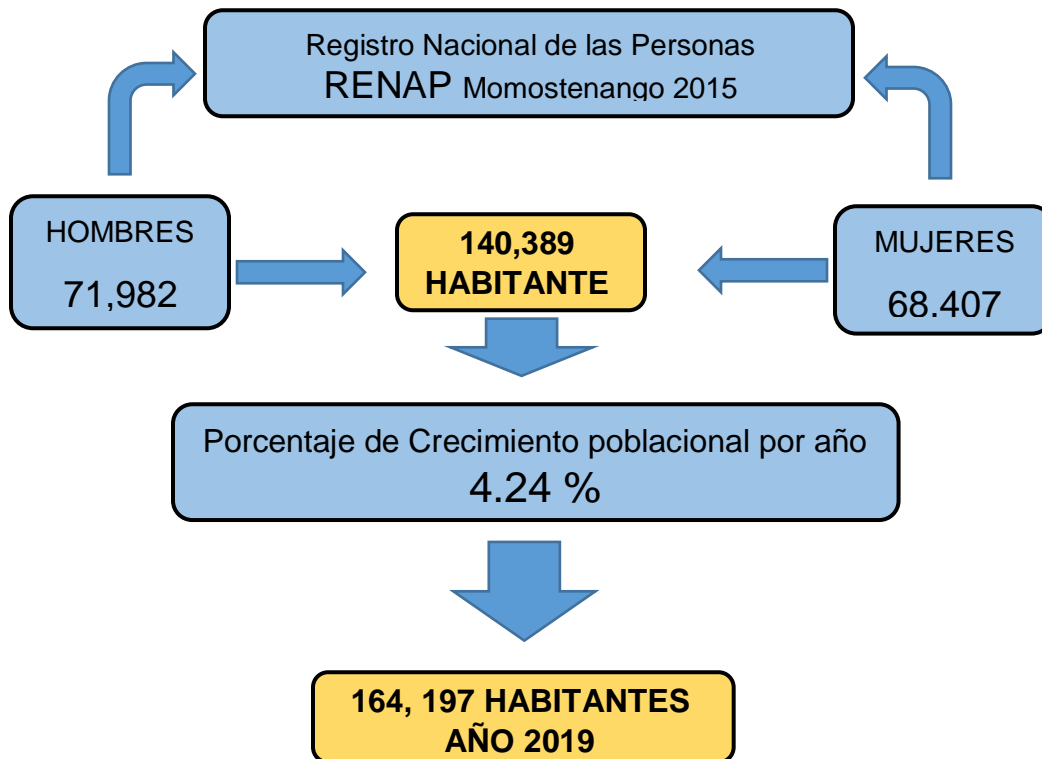 Registro Nacional de las Personas
RENAP Momostenango 2015
HOMBRES
71,982
140,389
HABITANTE
MUJERES
68.407
Porcentaje de Crecimiento poblacional por año
4.24 %
164, 197 HABITANTES
AÑO 2019